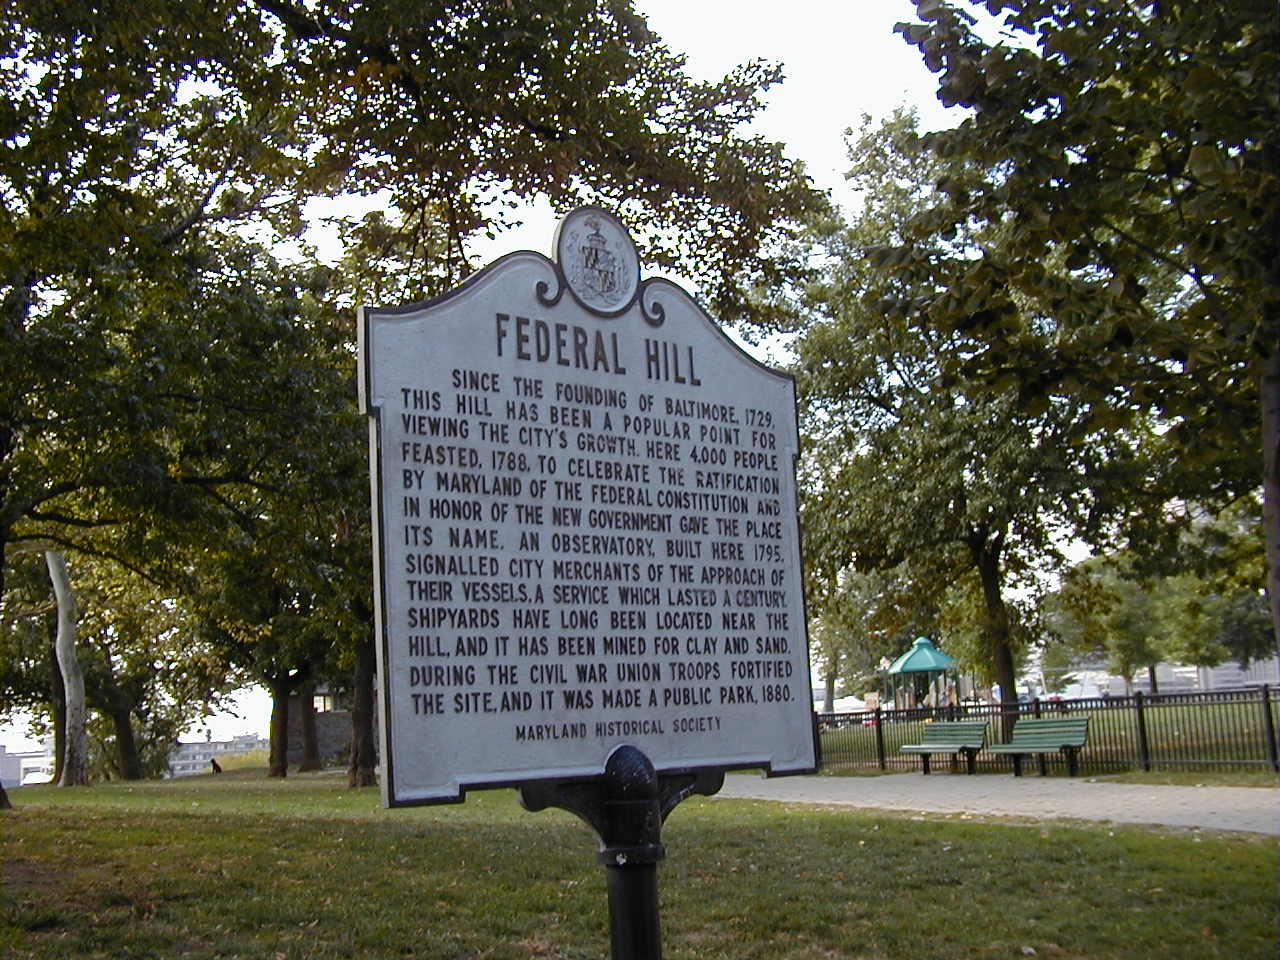 FEDERAL HILL
SINCE THE FOUNDING OF BALTIMORE, 1729,
THIS HILL HAS BEEN A POPULAR POINT FOR
VIEWING THE CITY'S GROWTH. HERE 4,000 PEOPLE
FEASTED, 1788, TO CELEBRATE THE RATIFICATION
BY MARYLAND OF THE FEDERAL CONSTITUTION AND
IN HONOR OF THE NEW GOVERNMENT GAVE THE PLACE
ITS NAME. AN OBSERVATORY, BUILT HERE 1795,
SIGNALLED CITY MERCHANTS OF THE APPROACH OF
THEIR VESSELS, A SERVICE WHICH LASTED A CENTURY.
SHIPYARDS HAVE LONG BEEN LOCATED NEAR THE
HILL, AND IT HAS BEEN MINED FOR CLAY AND SAND.
DURING THE CIVIL WAR UNION TROOPS FORTIFIED
THE SITE, AND IT WAS MADE A PUBLIC PARK, 1880.
MARYLAND HISTORICAL SOCIETY